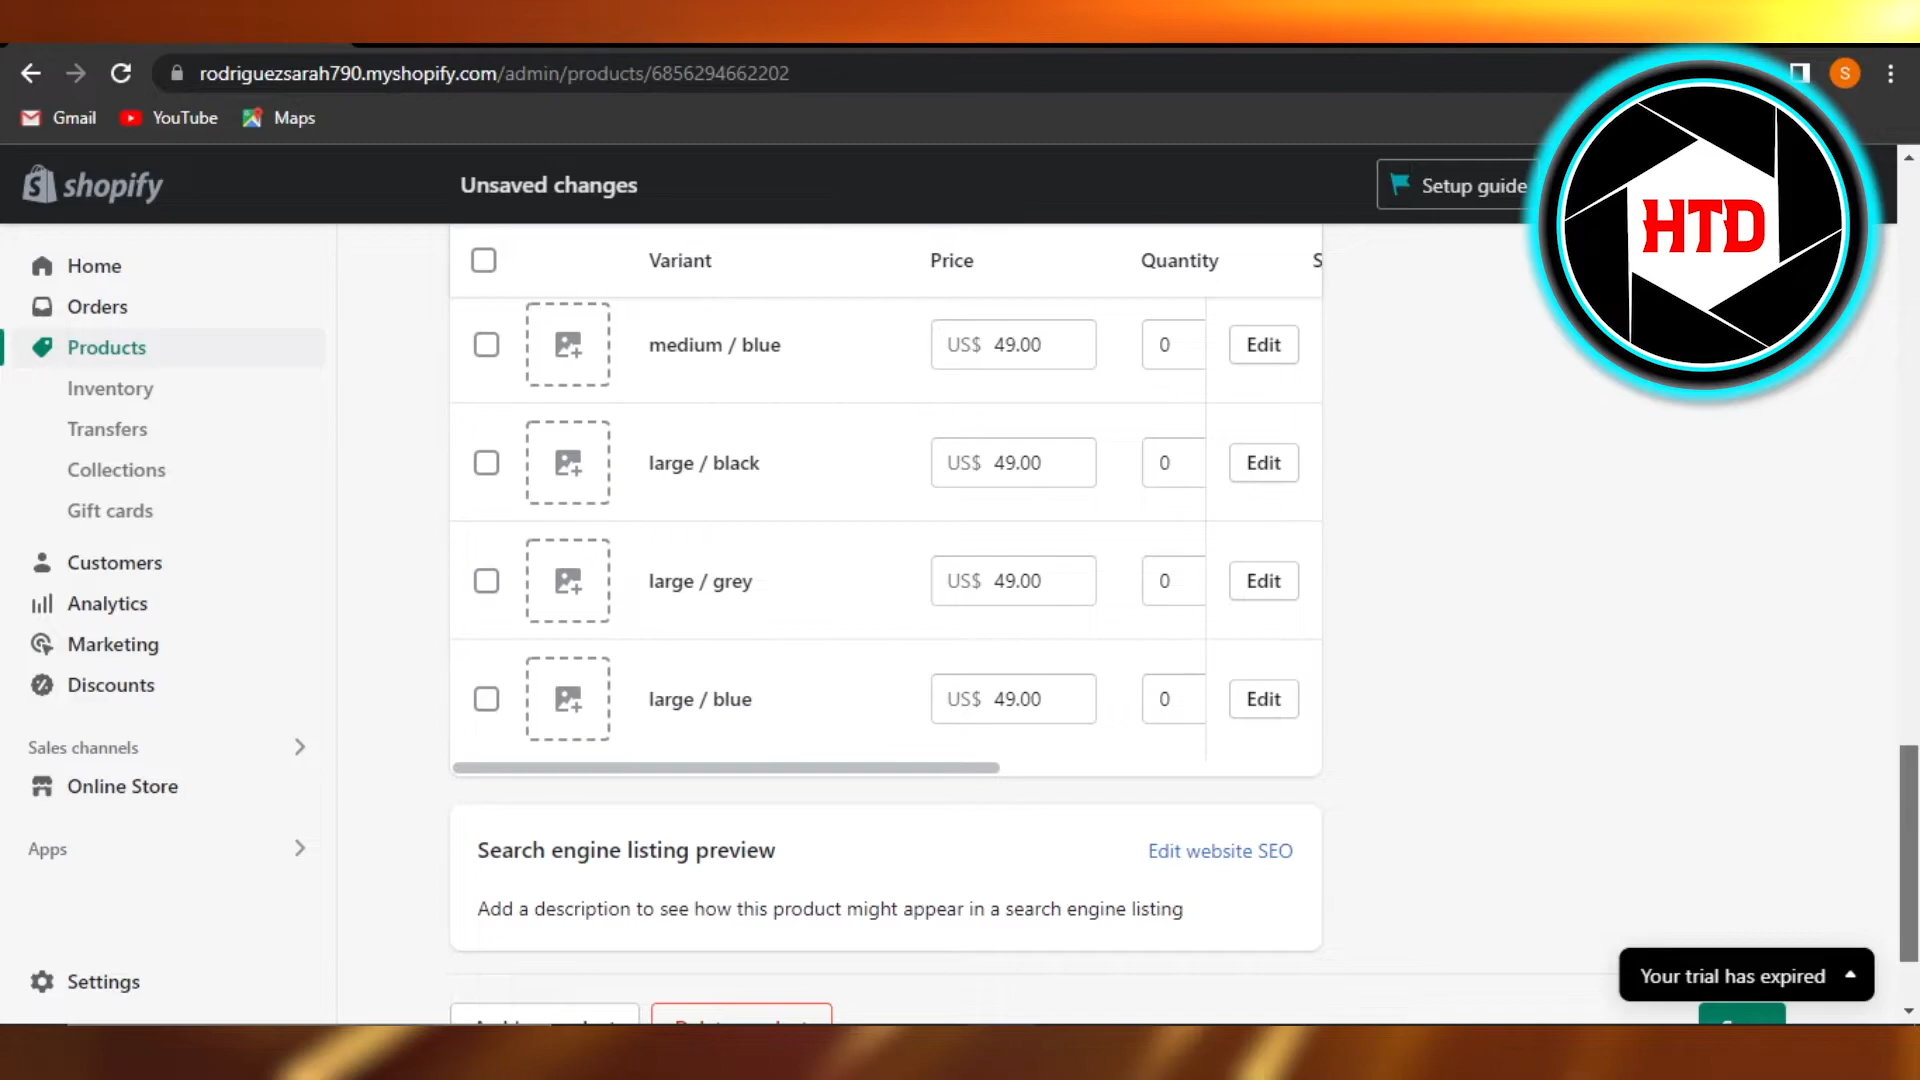 rodriguezsarah790.myshopify.com/admin/products/6856294662202
S
Gmail YouTube Maps
shopify
Unsaved changes
Setup guide
HTD
Home
Orders
Products
Inventory
Transfers
Collections
Gift cards
Customers
Analytics
Marketing
Discounts
Sales channels
Online Store
Apps
Settings
Variant Price Quantity S
medium / blue US$ 49.00 0 Edit
large / black US$ 49.00 0 Edit
large / grey US$ 49.00 0 Edit
large / blue US$ 49.00 0 Edit
Search engine listing preview Edit website SEO
Add a description to see how this product might appear in a search engine listing
Your trial has expired